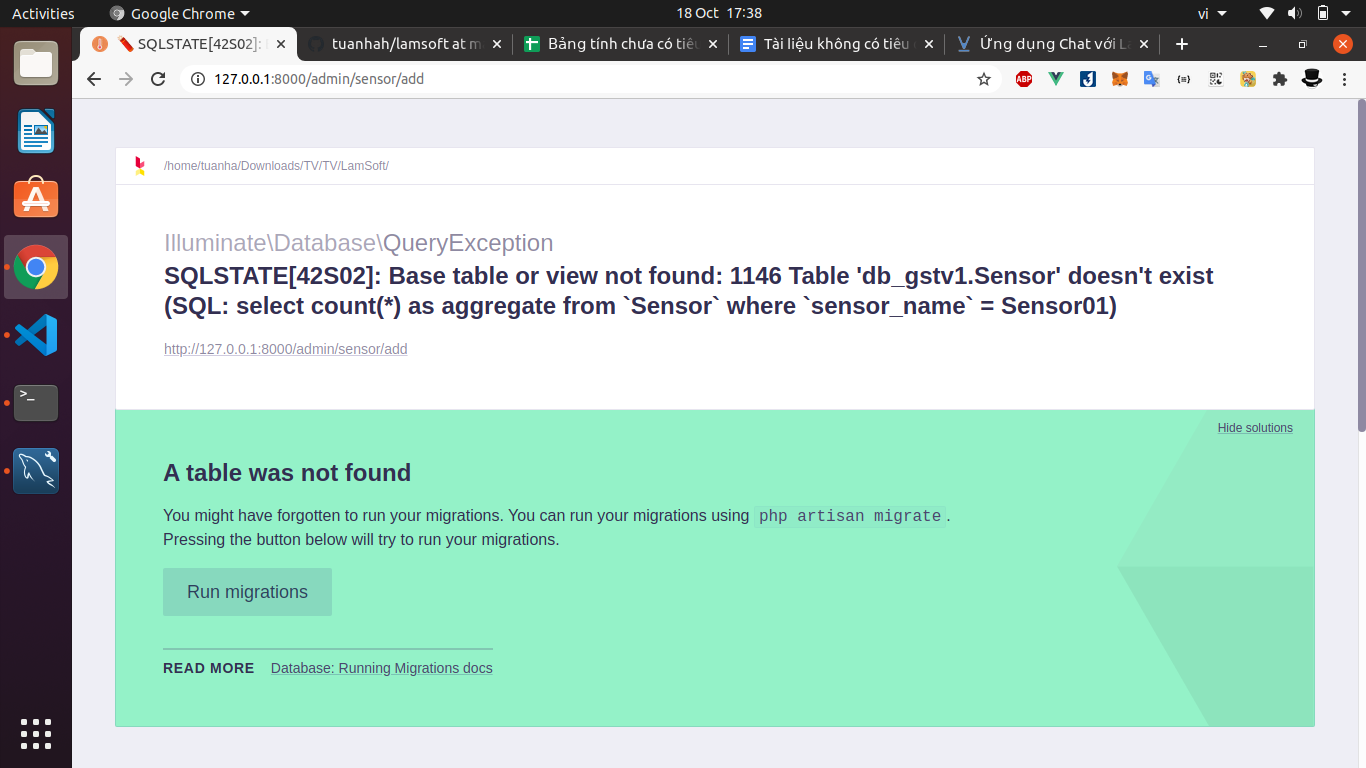 Activities
Google Chrome
18 Oct 17:38
vi
SQLSTATE[42S02]:
tuanhah/lamsoft at m
Bảng tính chưa có tiêu
Tài liệu không có tiêu
Ứng dụng Chat với L
127.0.0.1:8000/admin/sensor/add
ABP
/home/tuanha/Downloads/TV/TV/LamSoft/
Illuminate\Database\QueryException
SQLSTATE[42S02]: Base table or view not found: 1146 Table 'db_gstv1.Sensor' doesn't exist
(SQL: select count(*) as aggregate from `Sensor` where `sensor_name` = Sensor01)
http://127.0.0.1:8000/admin/sensor/add
Hide solutions
A table was not found
You might have forgotten to run your migrations. You can run your migrations using php artisan migrate.
Pressing the button below will try to run your migrations.
Run migrations
READ MORE Database: Running Migrations docs